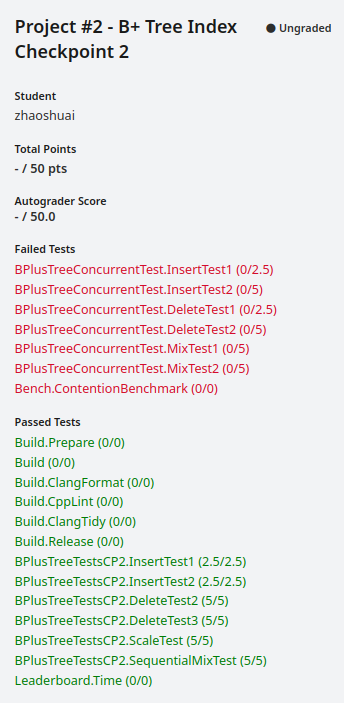 Project #2 - B+ Tree Index
Checkpoint 2
● Ungraded
Student
zhaoshuai
Total Points
- / 50 pts
Autograder Score
- / 50.0
Failed Tests
BPlusTreeConcurrentTest.InsertTest1 (0/2.5)
BPlusTreeConcurrentTest.InsertTest2 (0/5)
BPlusTreeConcurrentTest.DeleteTest1 (0/2.5)
BPlusTreeConcurrentTest.DeleteTest2 (0/5)
BPlusTreeConcurrentTest.MixTest1 (0/5)
BPlusTreeConcurrentTest.MixTest2 (0/5)
Bench.ContentionBenchmark (0/0)
Passed Tests
Build.Prepare (0/0)
Build (0/0)
Build.ClangFormat (0/0)
Build.CppLint (0/0)
Build.ClangTidy (0/0)
Build.Release (0/0)
BPlusTreeTestsCP2.InsertTest1 (2.5/2.5)
BPlusTreeTestsCP2.InsertTest2 (2.5/2.5)
BPlusTreeTestsCP2.DeleteTest2 (5/5)
BPlusTreeTestsCP2.DeleteTest3 (5/5)
BPlusTreeTestsCP2.ScaleTest (5/5)
BPlusTreeTestsCP2.SequentialMixTest (5/5)
Leaderboard.Time (0/0)